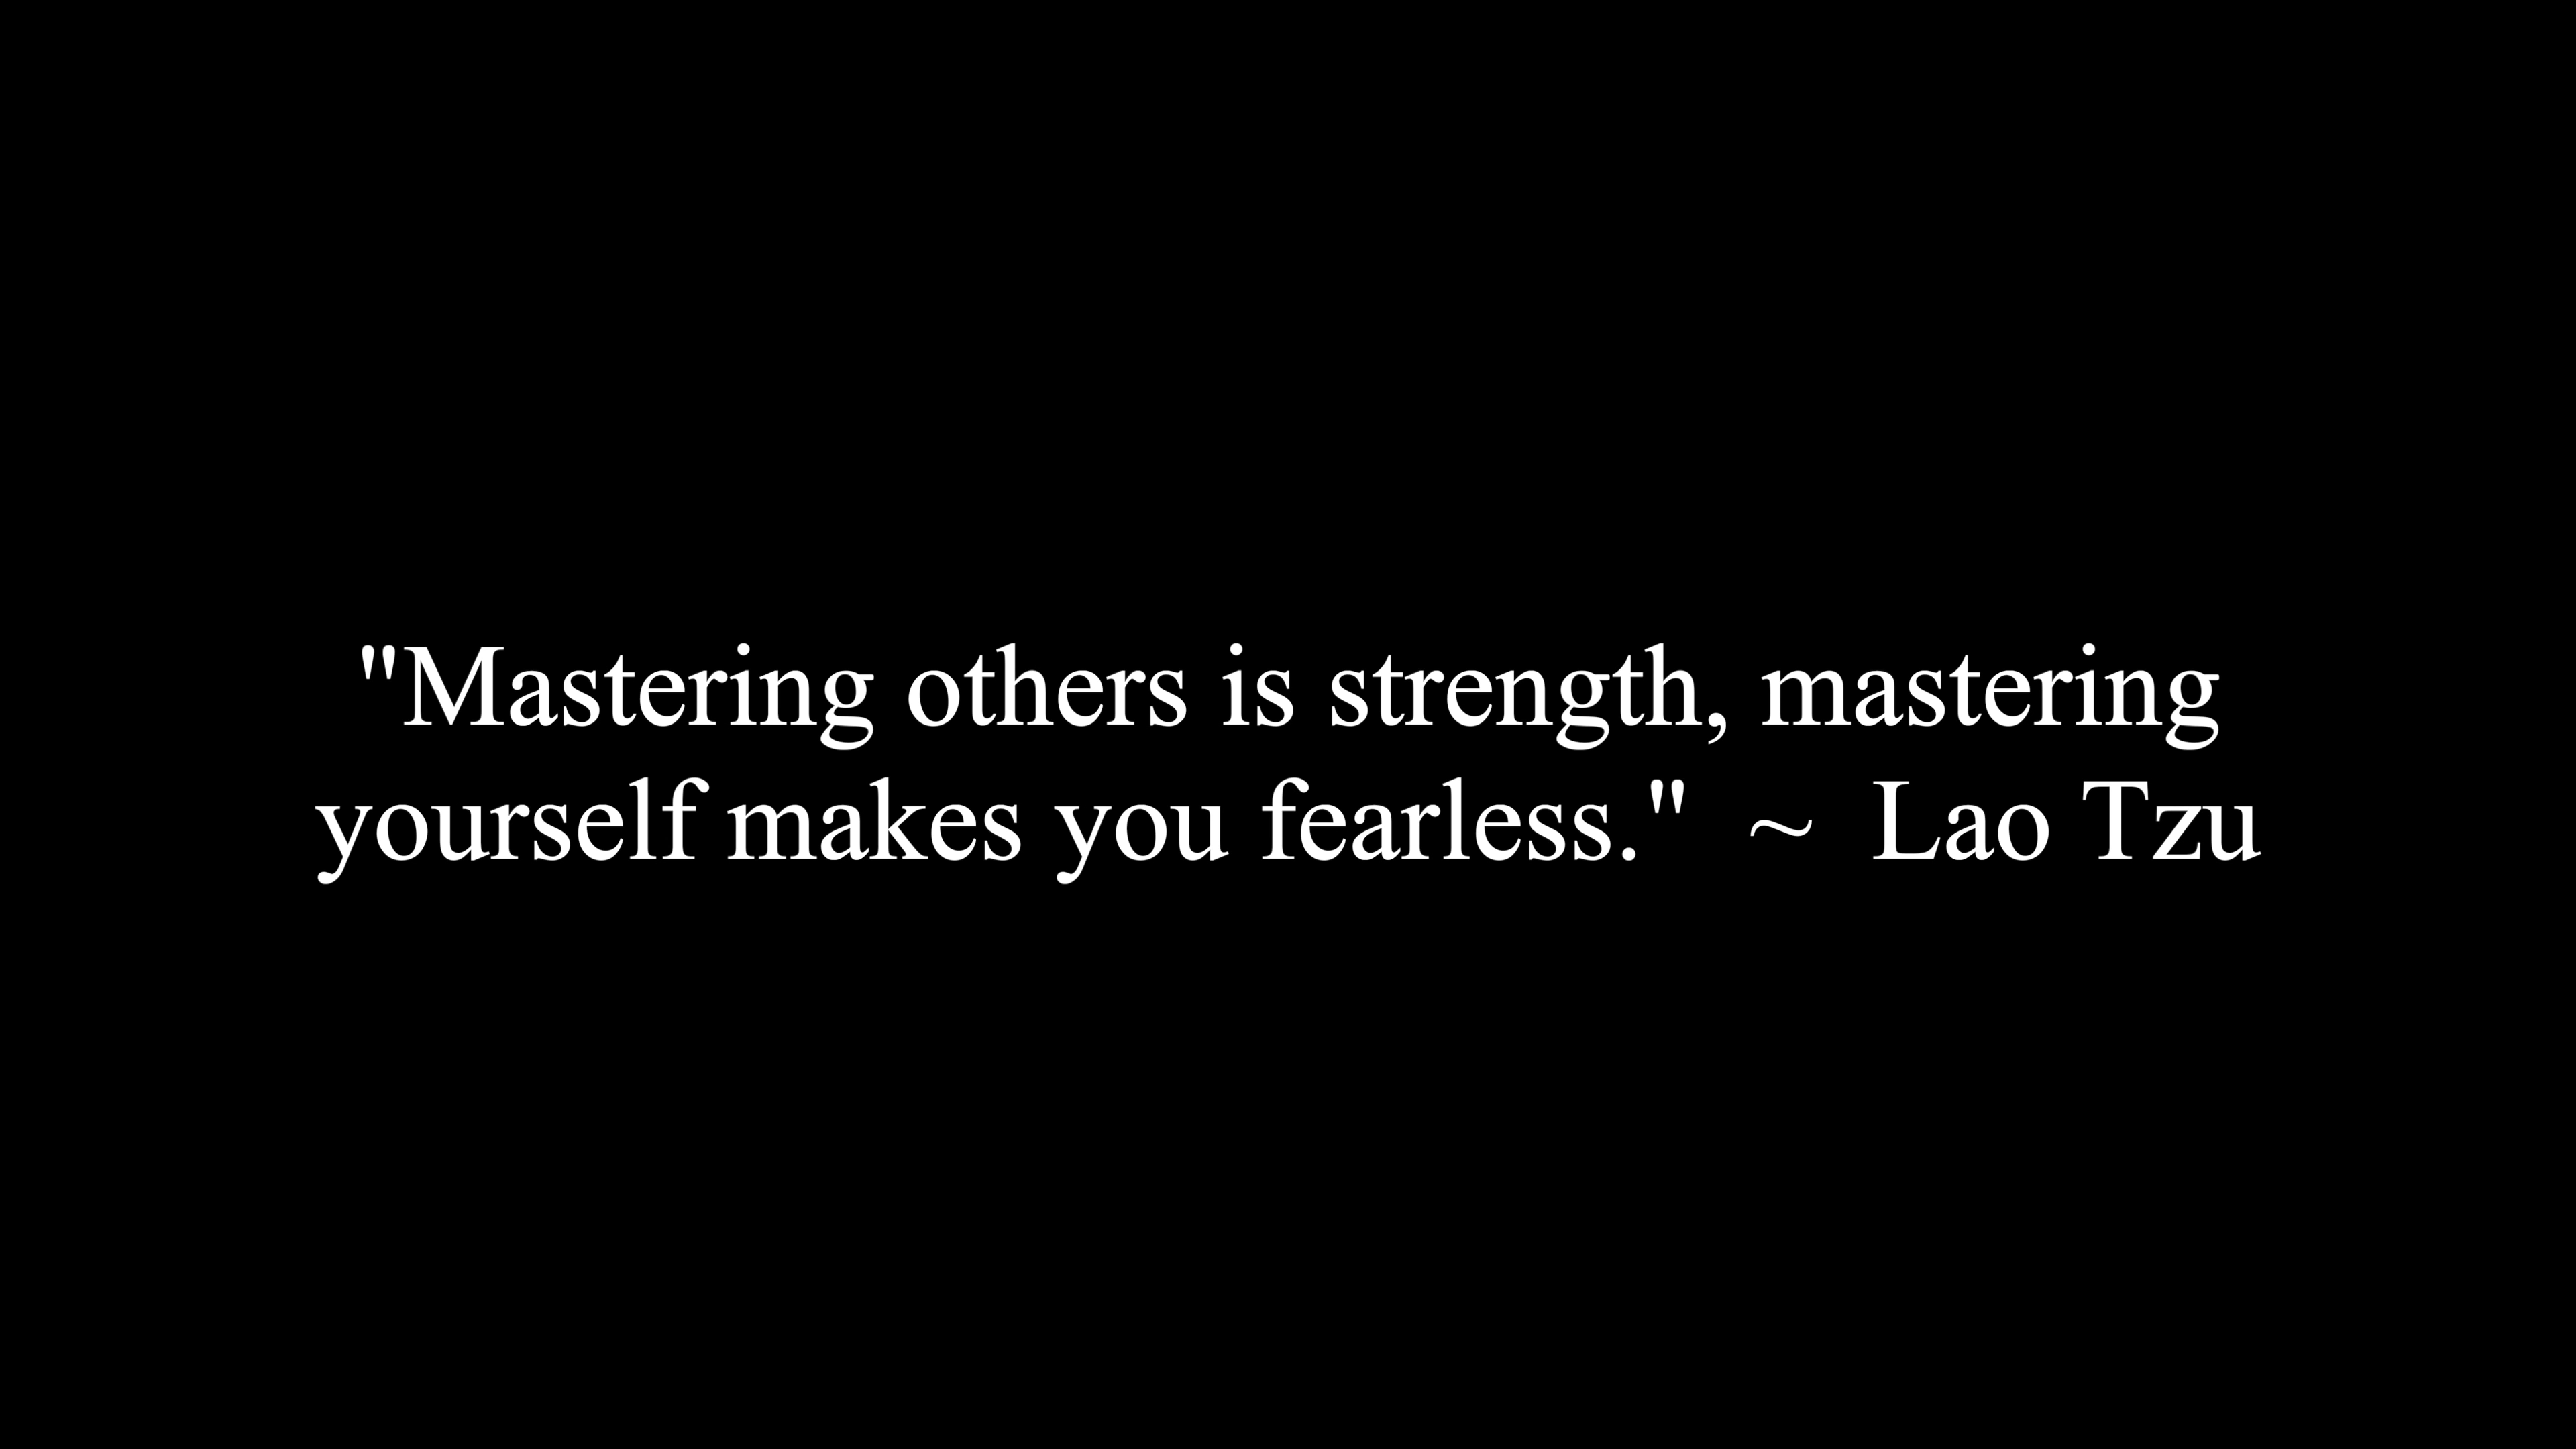 "Mastering others is strength, mastering
yourself makes you fearless."  ~  Lao Tzu